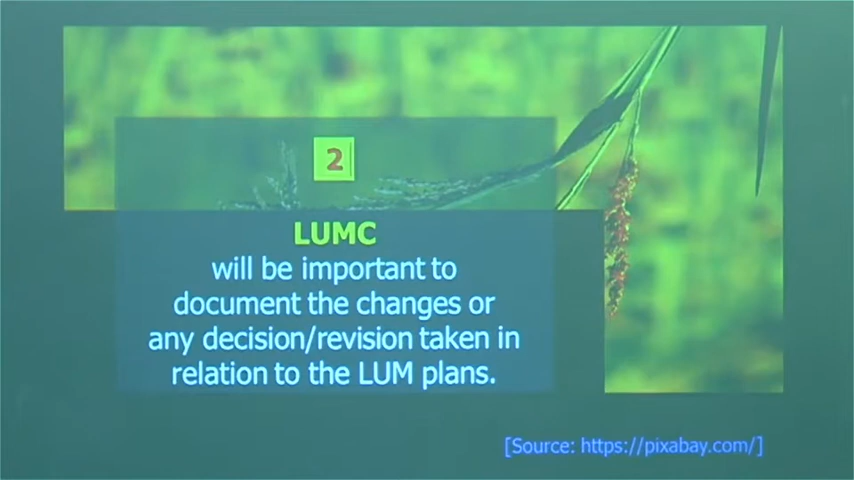 2
LUMC
will be important to
document the changes or
any decision/revision taken in
relation to the LUM plans.
[Source: https://pixabay.com/]